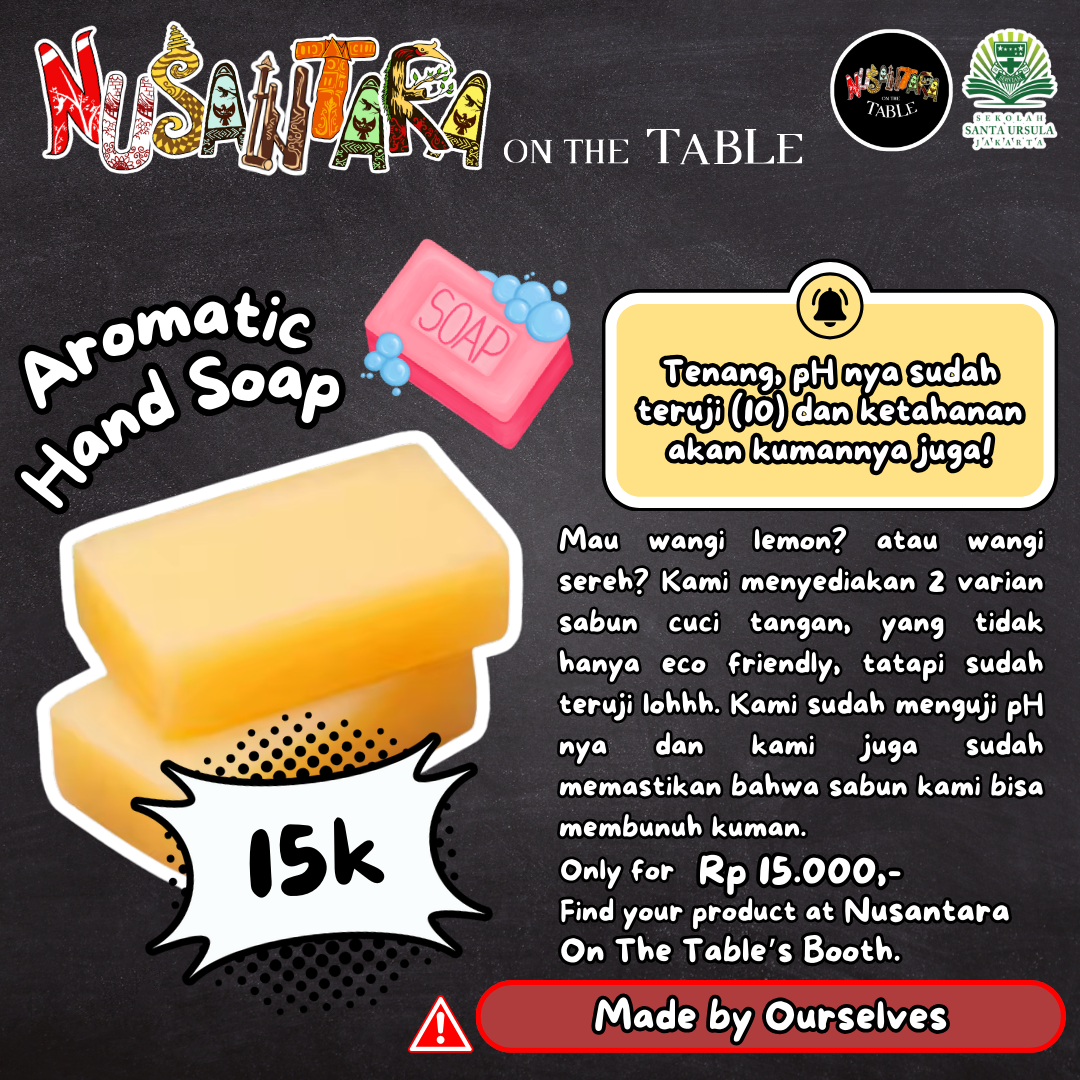 NUSANTARA ON THE TABLE
NUSANTARA
ON THE
TABLE
SERVIAM
SEKOLAH
SANTA URSULA
JAKARTA
Aromatic
Hand Soap
SOAP
Tenang, pH nya sudah
teruji (10) dan ketahanan
akan kumannya juga!
Mau wangi lemon? atau wangi
sereh? Kami menyediakan 2 varian
sabun cuci tangan, yang tidak
hanya eco friendly, tatapi sudah
teruji lohhh. Kami sudah menguji pH
nya dan kami juga sudah
memastikan bahwa sabun kami bisa
membunuh kuman.
Only for Rp 15.000,-
Find your product at Nusantara
On The Table's Booth.
15k
Made by Ourselves